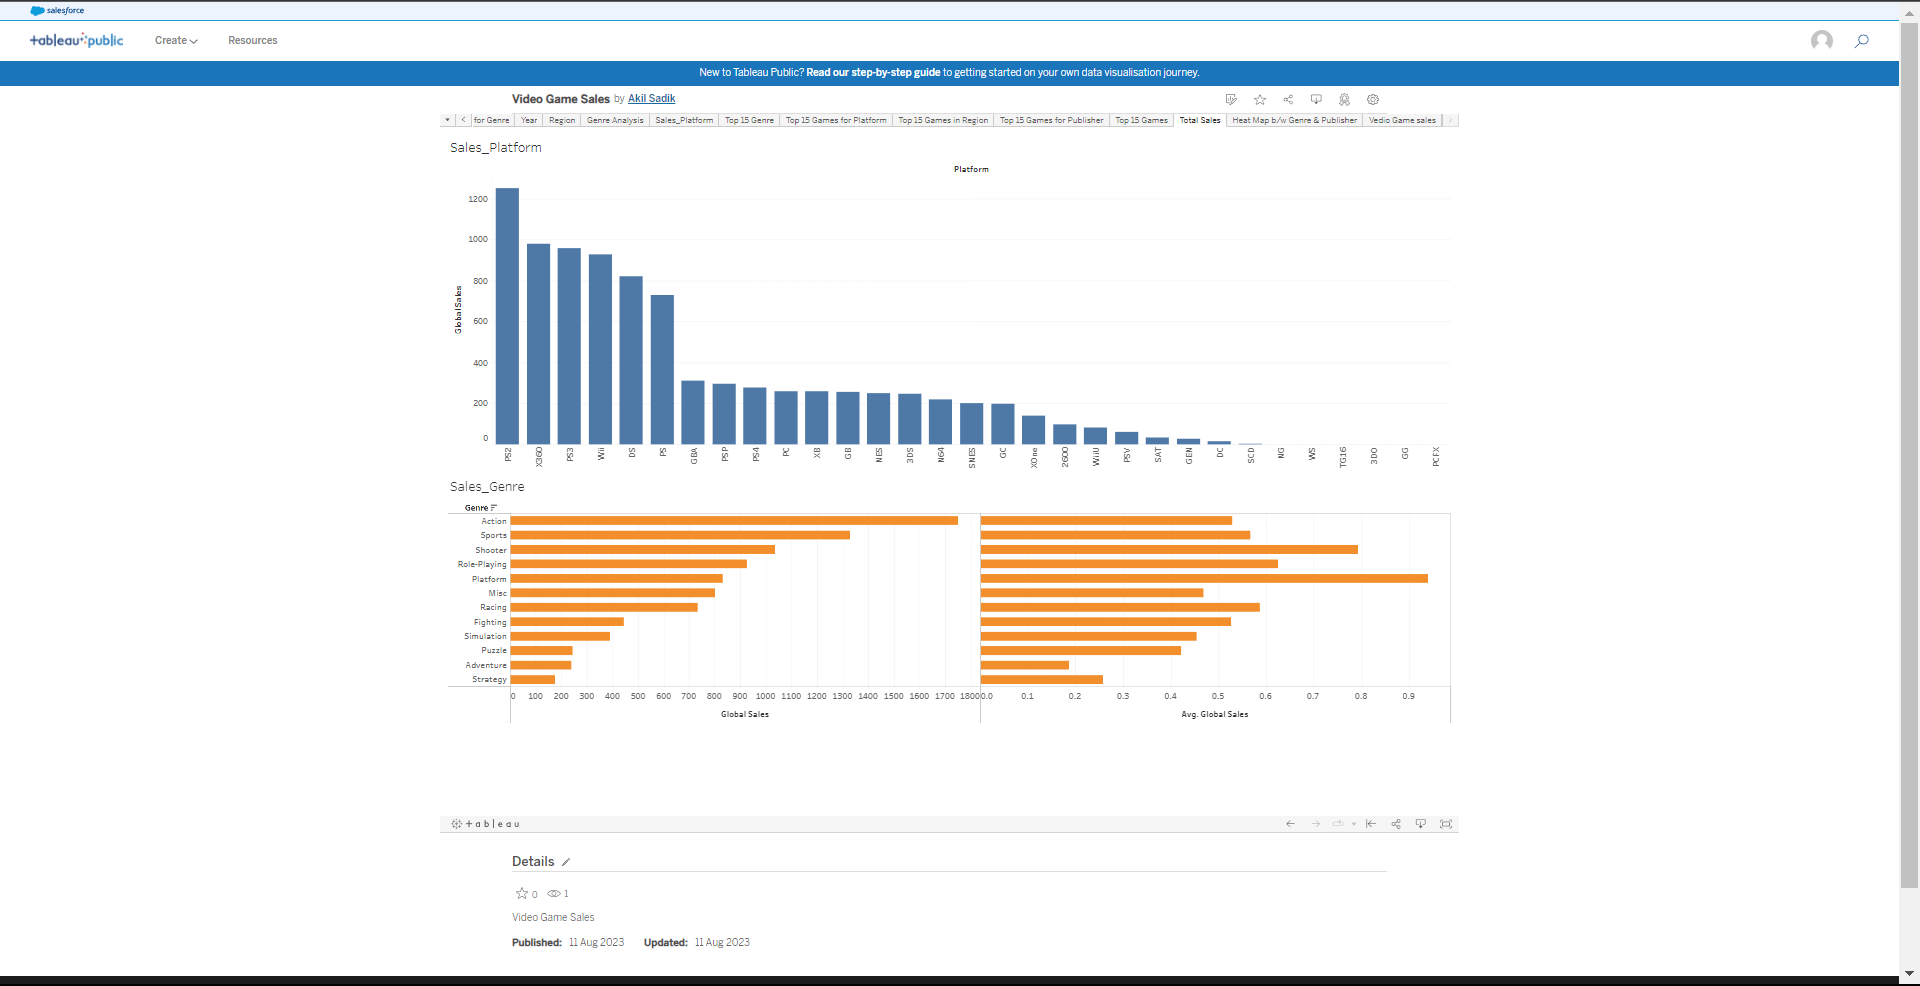 salesforce
+ableau public Create Resources
New to Tableau Public? Read our step-by-step guide to getting started on your own data visualisation journey.
Video Game Sales by Akil Sadik
for Genre Year Region Genre Analysis Sales_Platform Top 15 Genre Top 15 Games for Platform Top 15 Games in Region Top 15 Games for Publisher Top 15 Games Total Sales Heat Map b/w Genre & Publisher Vedio Game sales
Sales_Platform
Platform
1200
1000
800
600
400
200
0
Global Sales
PS2 X360 PS3 Wii DS PS GBA PSP PS4 PC XB GB NES 3DS N64 SNES GC XOne 2600 WiiU PSV SAT GEN DC SCD NG WS TG16 3DO GG PCFX
Sales_Genre
Genre
Action
Sports
Shooter
Role-Playing
Platform
Misc
Racing
Fighting
Simulation
Puzzle
Adventure
Strategy
0 100 200 300 400 500 600 700 800 900 1000 1100 1200 1300 1400 1500 1600 1700 1800 0.0 0.1 0.2 0.3 0.4 0.5 0.6 0.7 0.8 0.9
Global Sales Avg. Global Sales
+ableau
Details
0 1
Video Game Sales
Published: 11 Aug 2023 Updated: 11 Aug 2023